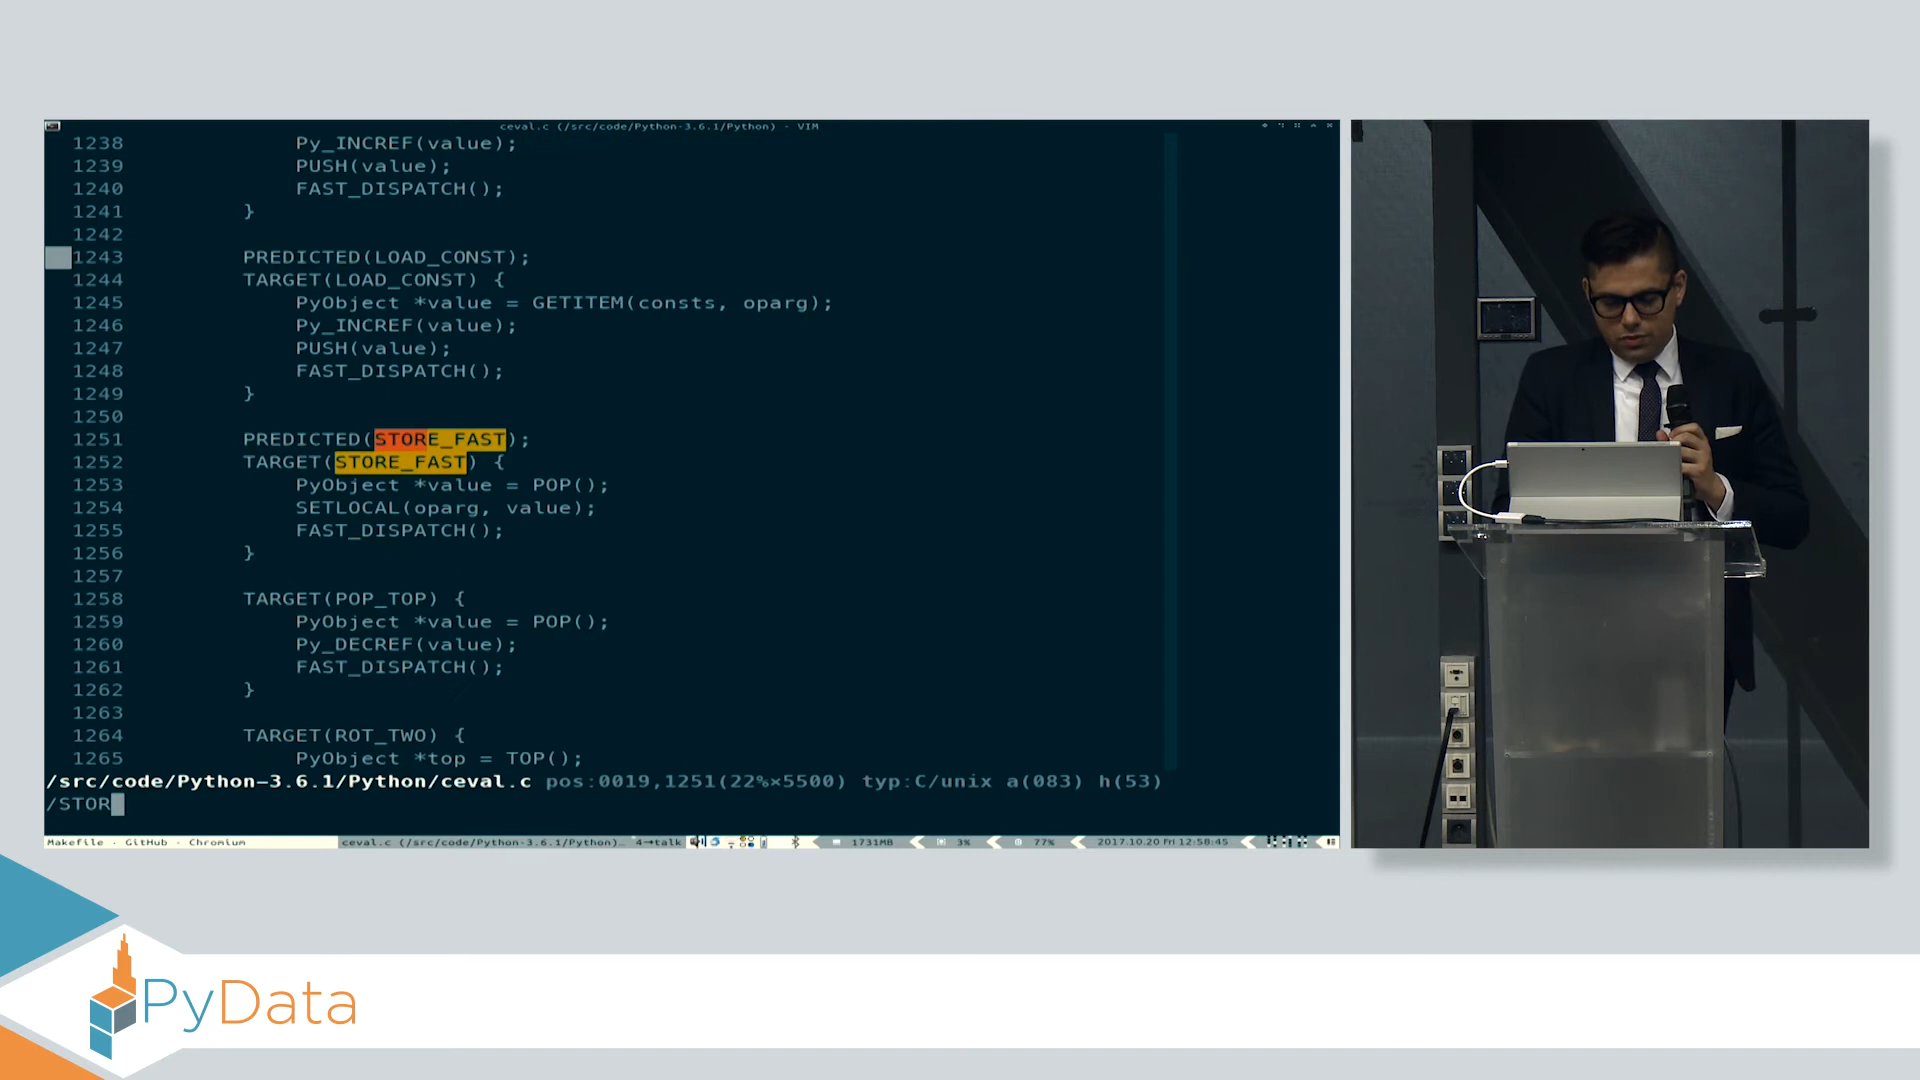 ceval.c (/src/code/Python-3.6.1/Python) - VIM
1238 Py_INCREF(value);
1239 PUSH(value);
1240 FAST_DISPATCH();
1241 }
1242
1243 PREDICTED(LOAD_CONST);
1244 TARGET(LOAD_CONST) {
1245 PyObject *value = GETITEM(consts, oparg);
1246 Py_INCREF(value);
1247 PUSH(value);
1248 FAST_DISPATCH();
1249 }
1250
1251 PREDICTED(STORE_FAST);
1252 TARGET(STORE_FAST) {
1253 PyObject *value = POP();
1254 SETLOCAL(oparg, value);
1255 FAST_DISPATCH();
1256 }
1257
1258 TARGET(POP_TOP) {
1259 PyObject *value = POP();
1260 Py_DECREF(value);
1261 FAST_DISPATCH();
1262 }
1263
1264 TARGET(ROT_TWO) {
1265 PyObject *top = TOP();
/src/code/Python-3.6.1/Python/ceval.c pos:0019,1251(22%×5500) typ:C/unix a(083) h(53)
/STOR
Makefile · GitHub - Chromium ceval.c (/src/code/Python-3.6.1/Python)… 4→talk 1731MB 3% 77% 2017.10.20 Fri 12:58:45
PyData